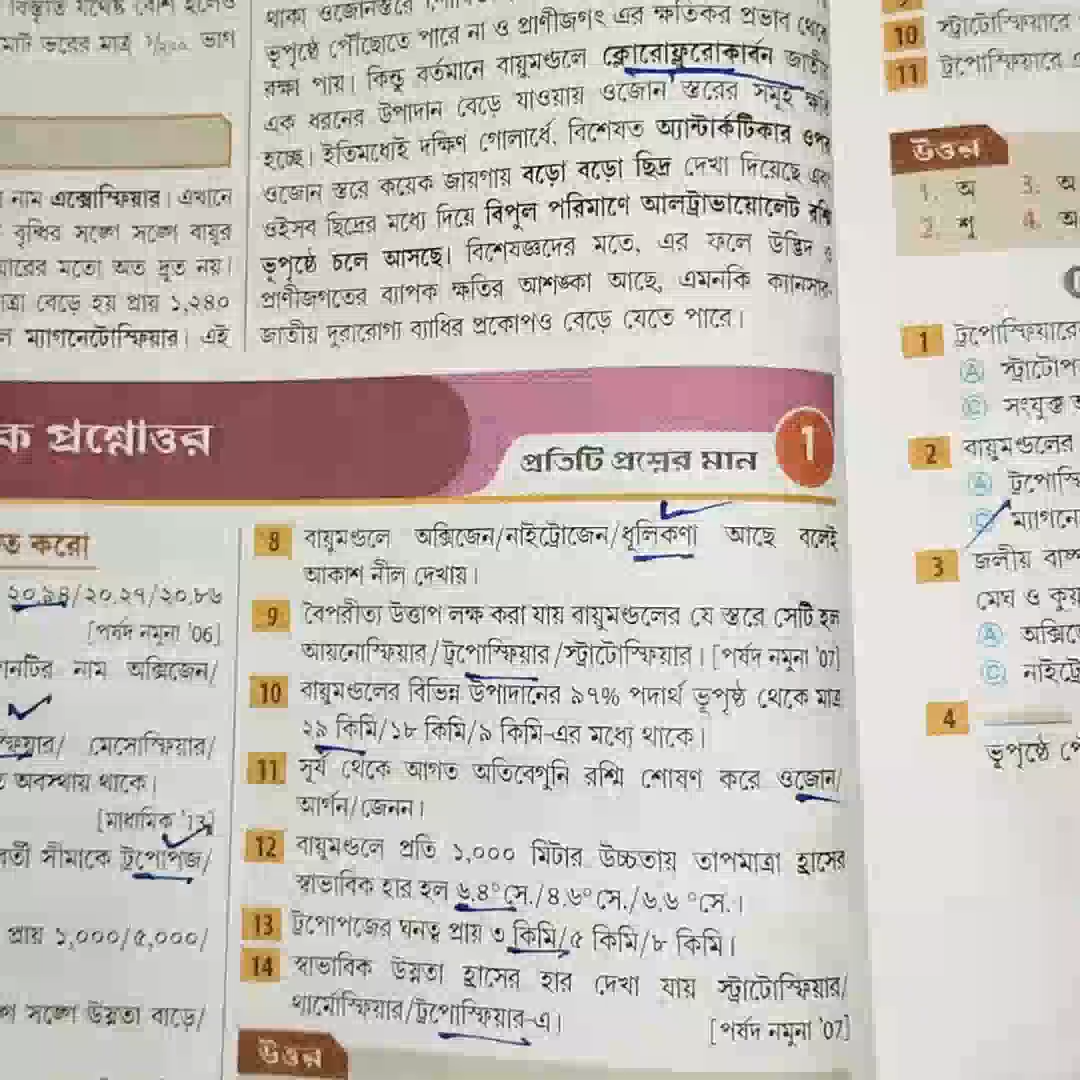 মাটি ভরের মাত্র ১/২০০ ভাগ
নাম এক্সোস্ফিয়ার। এখানে
বৃদ্ধির সঙ্গে সঙ্গে বায়ুর
য়ারের মতো অত দ্রুত নয়।
ত্রা বেড়ে হয় প্রায় ১,২৪০
ল ম্যাগনেটোস্ফিয়ার। এই
থাকা ওজোনস্তরে
ভূপৃষ্ঠে পৌঁছোতে পারে না ও প্রাণীজগৎ এর ক্ষতিকর প্রভাব থেকে
রক্ষা পায়। কিন্তু বর্তমানে বায়ুমণ্ডলে ক্লোরোফ্লুরোকার্বন জাতীয়
এক ধরনের উপাদান বেড়ে যাওয়ায় ওজোন স্তরের সমূহ ক্ষতি
হচ্ছে। ইতিমধ্যেই দক্ষিণ গোলার্ধে, বিশেষত অ্যান্টার্কটিকার ওপর
ওজোন স্তরে কয়েক জায়গায় বড়ো বড়ো ছিদ্র দেখা দিয়েছে এবং
ওইসব ছিদ্রের মধ্যে দিয়ে বিপুল পরিমাণে আলট্রাভায়োলেট রশ্মি
ভূপৃষ্ঠে চলে আসছে। বিশেষজ্ঞদের মতে, এর ফলে উদ্ভিদ ও
প্রাণীজগতের ব্যাপক ক্ষতির আশঙ্কা আছে, এমনকি ক্যানসার
জাতীয় দুরারোগ্য ব্যাধির প্রকোপও বেড়ে যেতে পারে।
ক প্রশ্নোত্তর
প্রতিটি প্রশ্নের মান 1
ত করো
২০.৯৪/২০.২৭/২০.৮৬
[পর্ষদ নমুনা '06]
নটির নাম অক্সিজেন/
স্ফিয়ার/ মেসোস্ফিয়ার/
ত অবস্থায় থাকে।
[মাধ্যমিক '13]
বর্তী সীমাকে ট্রপোপজ/
প্রায় ১,০০০/৫,০০০/
সঙ্গে উষ্ণতা বাড়ে/
8 বায়ুমণ্ডলে অক্সিজেন/নাইট্রোজেন/ধূলিকণা আছে বলেই
আকাশ নীল দেখায়।
9 বৈপরীত্য উত্তাপ লক্ষ করা যায় বায়ুমণ্ডলের যে স্তরে সেটি হল
আয়নোস্ফিয়ার/ট্রপোস্ফিয়ার/স্ট্রাটোস্ফিয়ার। [পর্ষদ নমুনা '07]
10 বায়ুমণ্ডলের বিভিন্ন উপাদানের ৯৭% পদার্থ ভূপৃষ্ঠ থেকে মাত্র
২৯ কিমি/১৮ কিমি/৯ কিমি-এর মধ্যে থাকে।
11 সূর্য থেকে আগত অতিবেগুনি রশ্মি শোষণ করে ওজোন/
আর্গন/জেনন।
12 বায়ুমণ্ডলে প্রতি ১,০০০ মিটার উচ্চতায় তাপমাত্রা হ্রাসের
স্বাভাবিক হার হল ৬.৪° সে./৪.৬° সে./৬.৬ °সে.।
13 ট্রপোপজের ঘনত্ব প্রায় ৩ কিমি/৫ কিমি/৮ কিমি।
14 স্বাভাবিক উষ্ণতা হ্রাসের হার দেখা যায় স্ট্রাটোস্ফিয়ার/
থার্মোস্ফিয়ার/ট্রপোস্ফিয়ার-এ। [পর্ষদ নমুনা '07]
উত্তর
10 স্ট্রাটোস্ফিয়ারে
11 ট্রপোস্ফিয়ারে
উত্তর
1. অ 3. অ
2. শূ 4. অ
1 ট্রপোস্ফিয়ারে
A স্ট্রাটোপ
C সংযুক্ত
2 বায়ুমণ্ডলের
A ট্রপোস্ফি
C ম্যাগনে
3 জলীয় বাষ্প
মেঘ ও কুয়
A অক্সিজে
C নাইট্রে
4
ভূপৃষ্ঠে পৌঁ